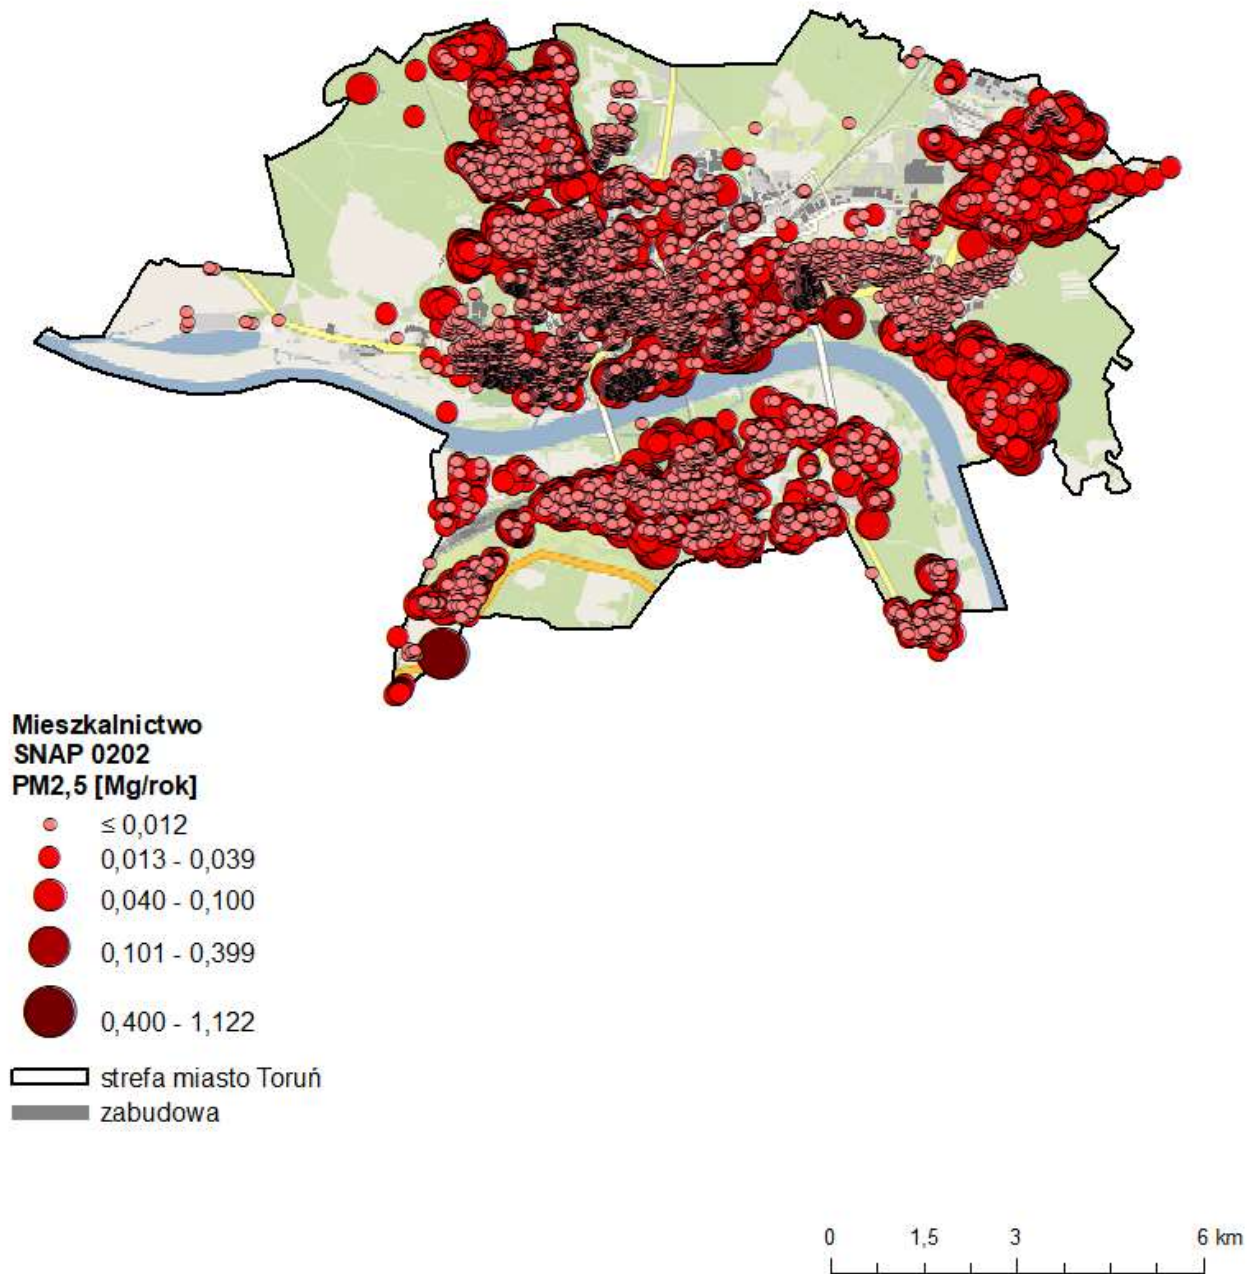 Mieszkalnictwo
SNAP 0202
PM2,5 [Mg/rok]
≤ 0,012
0,013 - 0,039
0,040 - 0,100
0,101 - 0,399
0,400 - 1,122
strefa miasto Toruń
zabudowa
0 1,5 3 6 km